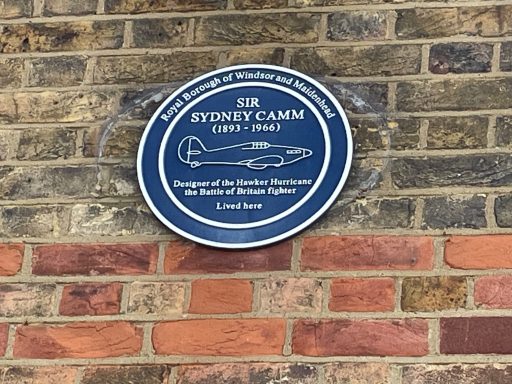 Royal Borough of Windsor and Maidenhead
SIR
SYDNEY CAMM
(1893 - 1966)
Designer of the Hawker Hurricane
the Battle of Britain fighter
Lived here